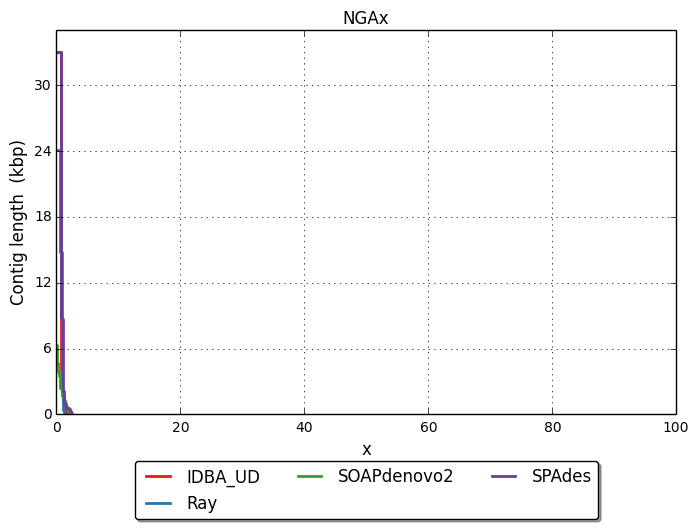 NGAx
Contig length (kbp)
30
24
18
12
6
0
0 20 40 60 80 100
x
IDBA_UD SOAPdenovo2 SPAdes
Ray